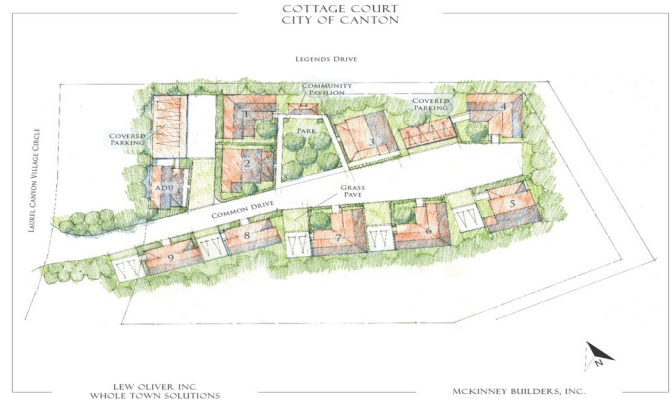 COTTAGE COURT
CITY OF CANTON
LEGENDS DRIVE
COMMUNITY
PAVILION
COVERED
PARKING
1
PARK
4
COVERED
PARKING
3
LAUREL CANYON VILLAGE CIRCLE
2
ADU
GRASS
PAVE
COMMON DRIVE
5
6
7
8
9
N
LEW OLIVER INC
WHOLE TOWN SOLUTIONS
MCKINNEY BUILDERS, INC.